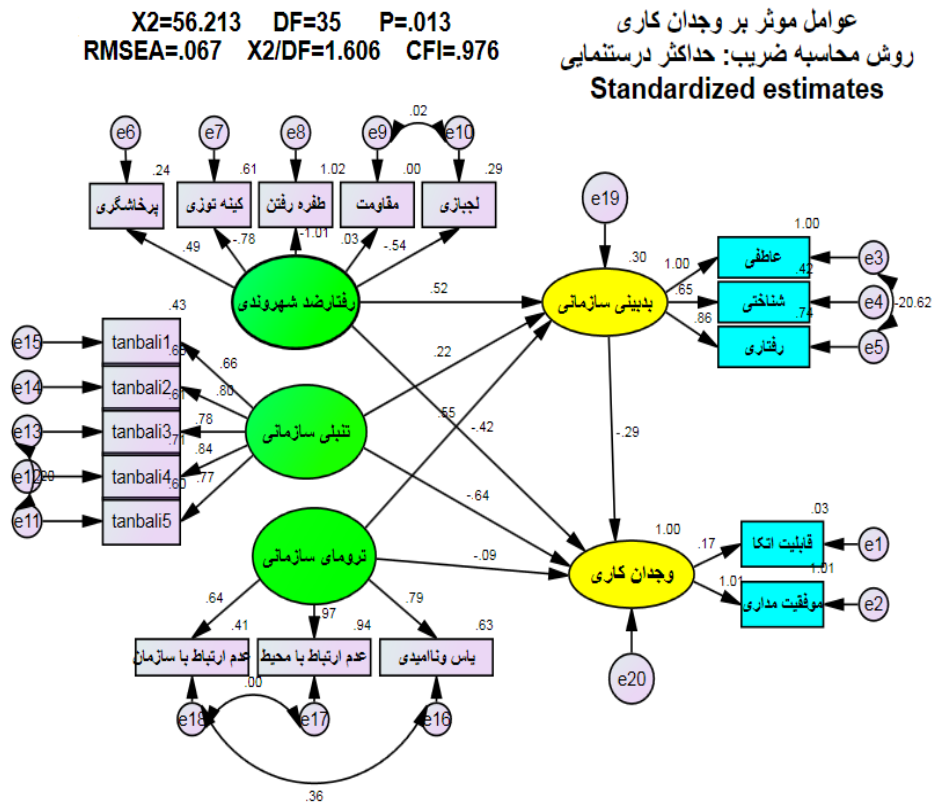 X2=56.213 DF=35 P=.013
RMSEA=.067 X2/DF=1.606 CFI=.976
عوامل موثر بر وجدان کاری
روش محاسبه ضریب: حداکثر درستنمایی
Standardized estimates
.02
e6 e7 e8 e9 e10
.24 .61 1.02 .00 .29
پرخاشگری کینه توزی طفره رفتن مقاومت لجبازی
.49 -.78 -1.01 .03 -.54
رفتارضد شهروندی
e19
.30
بدبینی سازمانی
1.00 .65 .86
1.00
عاطفی e3
.42
شناختی e4
.74
رفتاری e5
-20.62
.52
.22
.55
-.42
-.29
-.64
-.09
.43
e15 tanbali1 .66
e14 tanbali2 .80
.61
e13 tanbali3 .78
.71
e12 tanbali4 .84
.60
e11 tanbali5 .77
تنبلی سازمانی
ترومای سازمانی
1.00
وجدان کاری
e20
.17 1.01
.03
قابلیت اتکا e1
1.01
موفقیت مداری e2
.64 .97 .79
.41 .94 .63
عدم ارتباط با سازمان عدم ارتباط با محیط یاس وناامیدی
.00
e18 e17 e16
.36